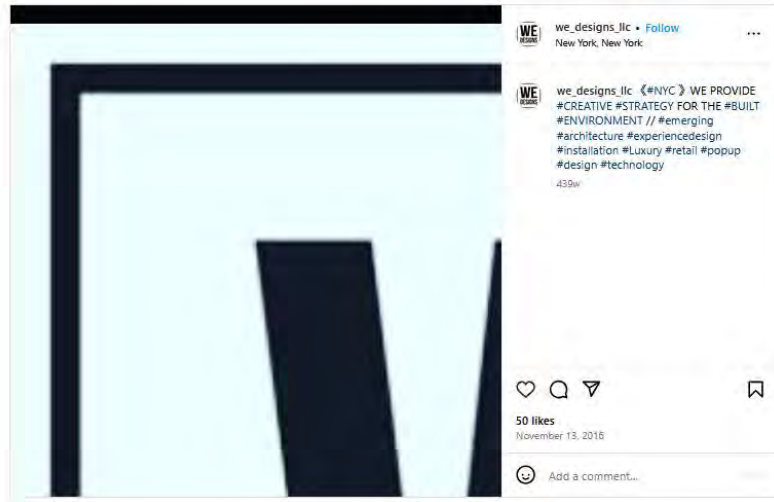 WE
DESIGNS
we_designs_llc • Follow
New York, New York
WE
DESIGNS
we_designs_llc 《#NYC 》WE PROVIDE
#CREATIVE #STRATEGY FOR THE #BUILT
#ENVIRONMENT // #emerging
#architecture #experiencedesign
#installation #Luxury #retail #popup
#design #technology
439w
50 likes
November 13, 2016
Add a comment...